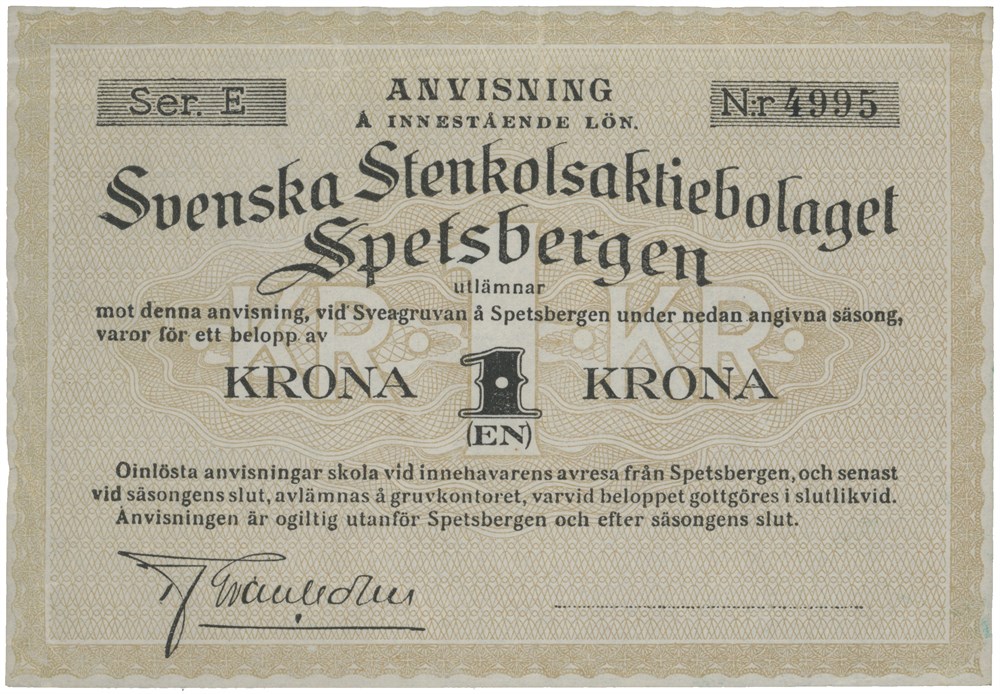 Ser. E
ANVISNING
N:r 4995
Å INNESTÅENDE LÖN.
Svenska Stenkolsaktiebolaget
Spetsbergen
utlämnar
mot denna anvisning, vid Sveagruvan å Spetsbergen under nedan angivna säsong,
varor för ett belopp av
KR · 1 · KR ·
KRONA 1 KRONA
(EN)
Oinlösta anvisningar skola vid innehavarens avresa från Spetsbergen, och senast
vid säsongens slut, avlämnas å gruvkontoret, varvid beloppet gottgöres i slutlikvid.
Anvisningen är ogiltig utanför Spetsbergen och efter säsongens slut.